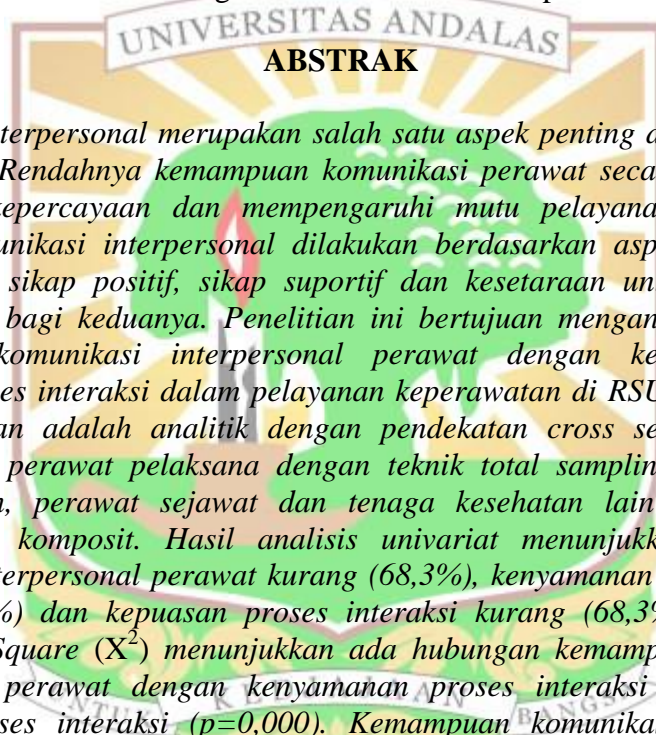 UNIVERSITAS ANDALAS
ABSTRAK
terpersonal merupakan salah satu aspek penting
Rendahnya kemampuan komunikasi perawat seca
kepercayaan dan mempengaruhi mutu pelayana
unikasi interpersonal dilakukan berdasarkan asp
sikap positif, sikap suportif dan kesetaraan un
bagi keduanya. Penelitian ini bertujuan mengan
komunikasi interpersonal perawat dengan ke
es interaksi dalam pelayanan keperawatan di RSU
an adalah analitik dengan pendekatan cross se
perawat pelaksana dengan teknik total samplin
, perawat sejawat dan tenaga kesehatan lain
komposit. Hasil analisis univariat menunjukk
terpersonal perawat kurang (68,3%), kenyamanan
%) dan kepuasan proses interaksi kurang (68,3%
Square (X²) menunjukkan ada hubungan kemamp
perawat dengan kenyamanan proses interaksi
ses interaksi (p=0,000). Kemampuan komunika
UNTUK KEDJAJAAN BANGSA